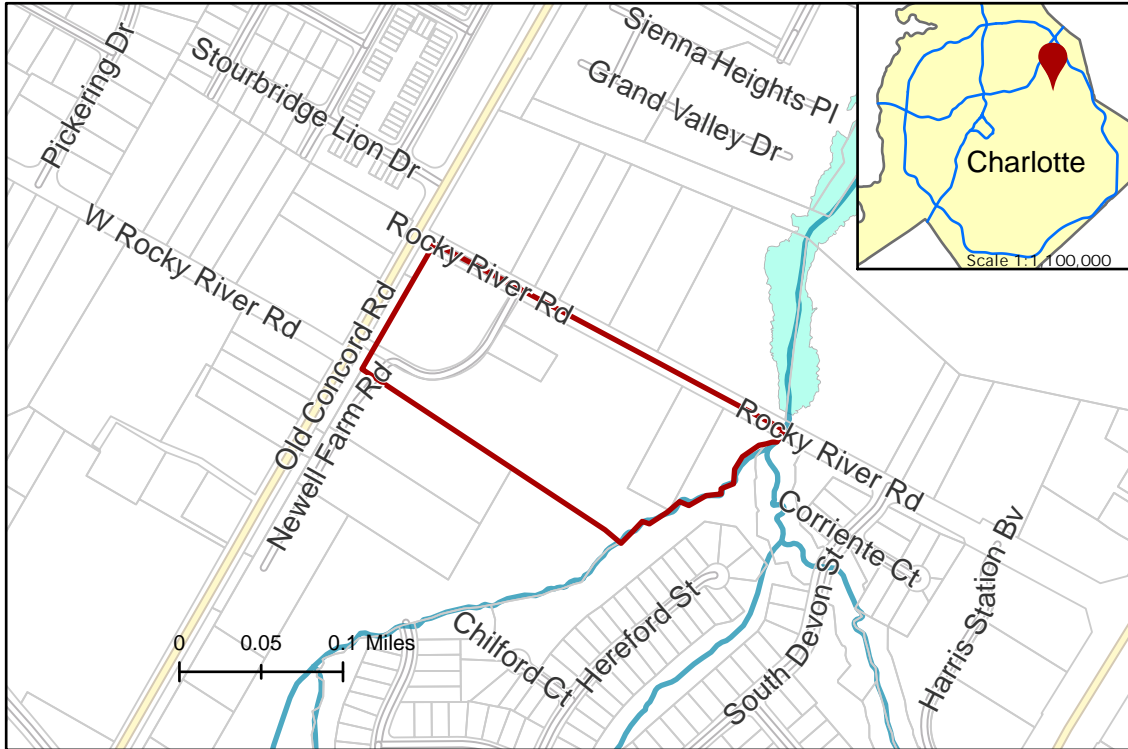 Sienna Heights Pl
Grand Valley Dr
Pickering Dr
Stourbridge Lion Dr
Charlotte
Scale 1:1,100,000
W Rocky River Rd
Rocky River Rd
Old Concord Rd
Newell Farm Rd
Rocky River Rd
Corriente Ct
Harris Station Bv
South Devon St
Hereford St
Chilford Ct
0 0.05 0.1 Miles